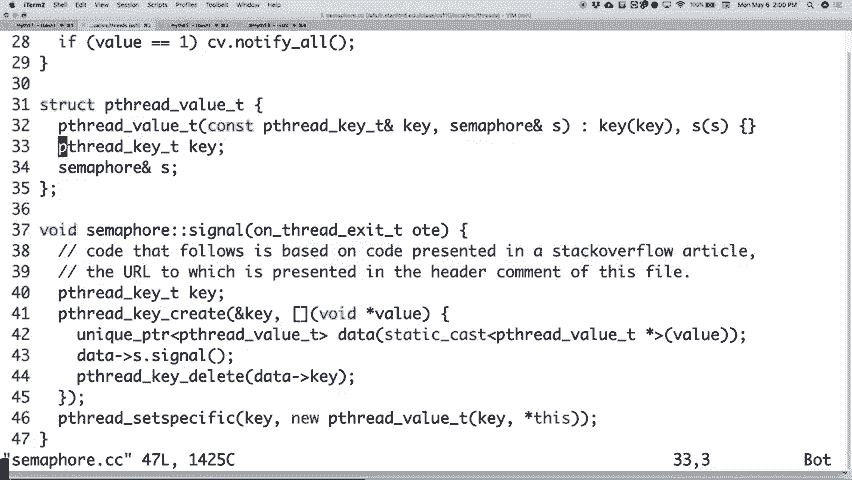 iTerm2 Shell Edit View Session Scripts Profiles Toolbelt Window Help 100% Mon May 6 2:00 PM
28 if (value == 1) cv.notify_all();
29 }
30
31 struct pthread_value_t {
32 pthread_value_t(const pthread_key_t& key, semaphore& s) : key(key), s(s) {}
33 pthread_key_t key;
34 semaphore& s;
35 };
36
37 void semaphore::signal(on_thread_exit_t ote) {
38 // code that follows is based on code presented in a stackoverflow article,
39 // the URL to which is presented in the header comment of this file.
40 pthread_key_t key;
41 pthread_key_create(&key, [](void *value) {
42 unique_ptr<pthread_value_t> data(static_cast<pthread_value_t *>(value));
43 data->s.signal();
44 pthread_key_delete(data->key);
45 });
46 pthread_setspecific(key, new pthread_value_t(key, *this));
47 }
"semaphore.cc" 47L, 1425C 33,3 Bot